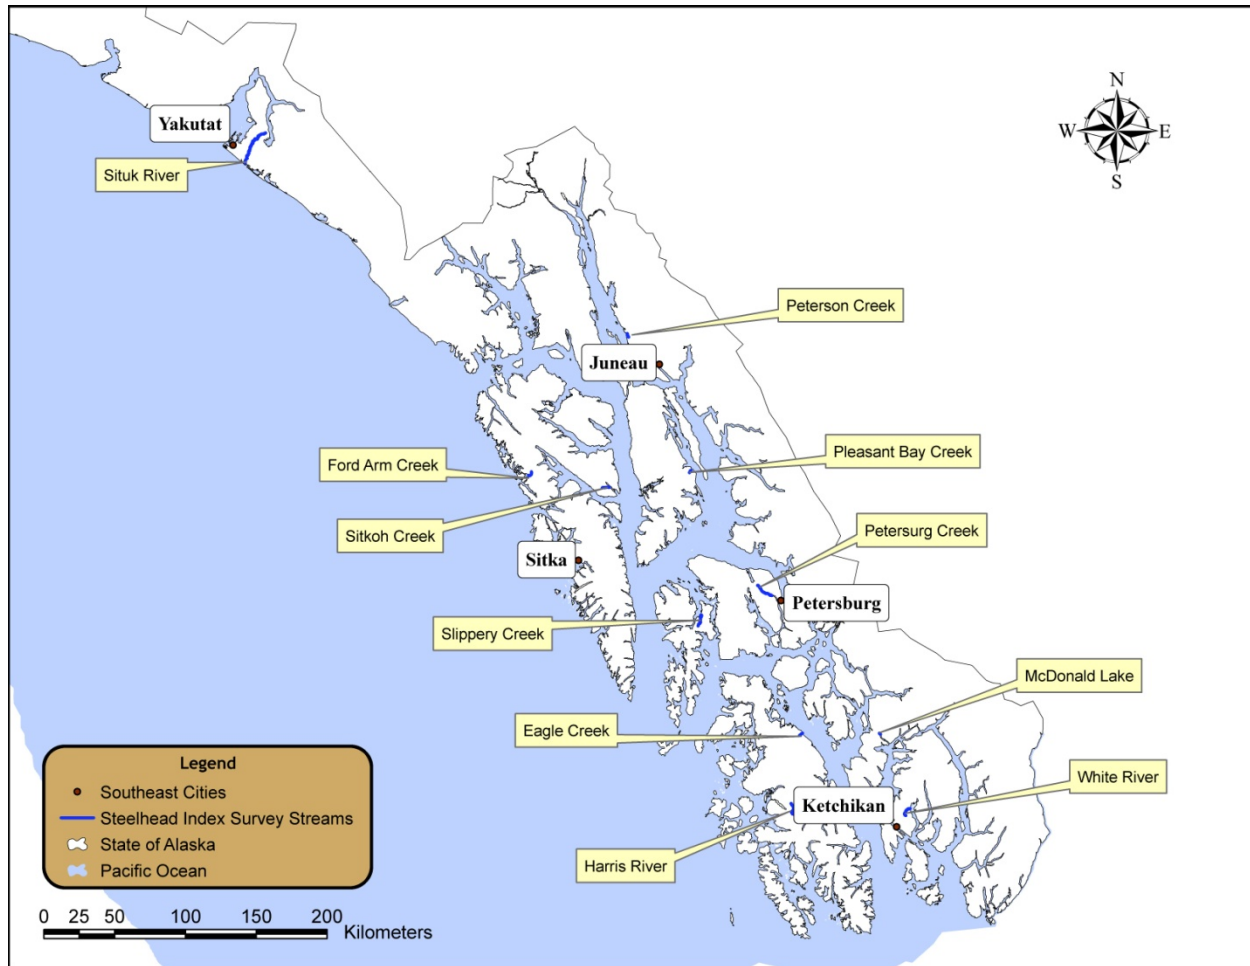 N
W
E
S
Yakutat
Situk River
Peterson Creek
Juneau
Pleasant Bay Creek
Ford Arm Creek
Sitkoh Creek
Petersurg Creek
Sitka
Petersburg
Slippery Creek
McDonald Lake
Eagle Creek
White River
Ketchikan
Harris River
Legend
Southeast Cities
Steelhead Index Survey Streams
State of Alaska
Pacific Ocean
0 25 50 100 150 200
Kilometers